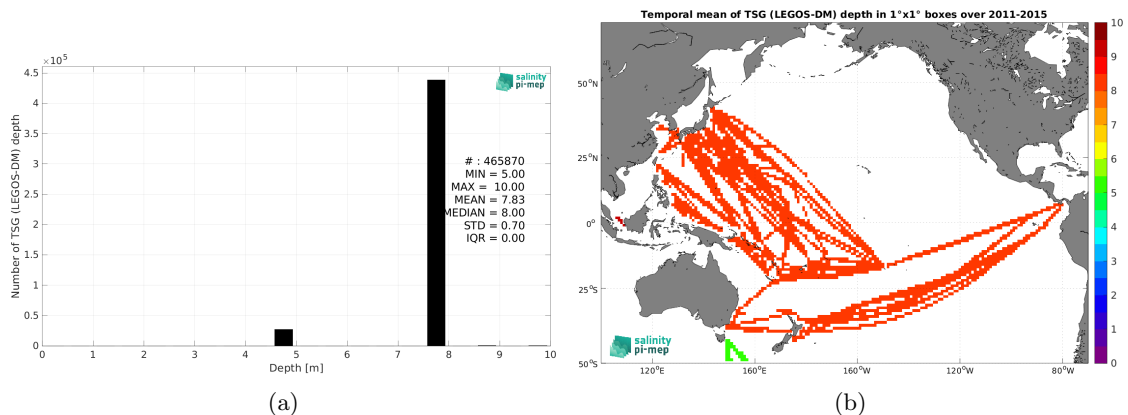 ×10⁵
4.5
4
3.5
3
2.5
2
1.5
1
0.5
0
Number of TSG (LEGOS-DM) depth
salinity
pi-mep
# : 465870
MIN = 5.00
MAX = 10.00
MEAN = 7.83
MEDIAN = 8.00
STD = 0.70
IQR = 0.00
0 1 2 3 4 5 6 7 8 9 10
Depth [m]
(a)
Temporal mean of TSG (LEGOS-DM) depth in 1°x1° boxes over 2011-2015
50°N
25°N
0°
25°S
50°S
120°E 160°E 160°W 120°W 80°W
salinity
pi-mep
10
9
8
7
6
5
4
3
2
1
0
(b)